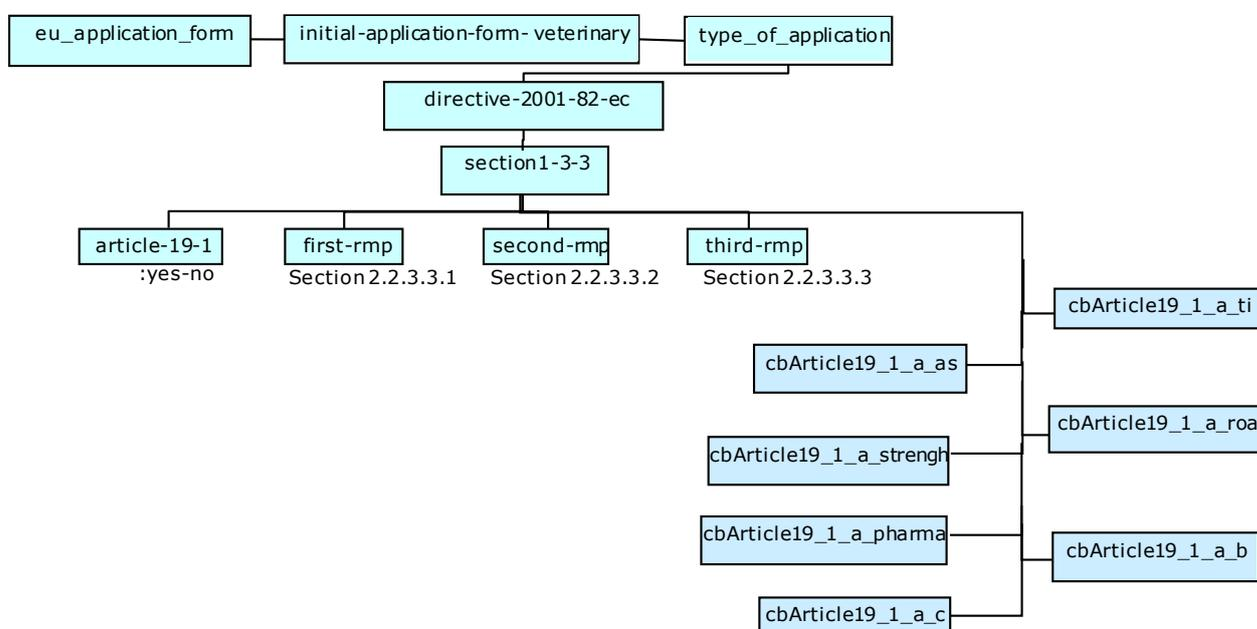 eu_application_form
initial-application-form- veterinary
type_of_application
directive-2001-82-ec
section1-3-3
article-19-1
:yes-no
first-rmp
Section 2.2.3.3.1
second-rmp
Section 2.2.3.3.2
third-rmp
Section 2.2.3.3.3
cbArticle19_1_a_ti
cbArticle19_1_a_as
cbArticle19_1_a_roa
cbArticle19_1_a_strengh
cbArticle19_1_a_pharma
cbArticle19_1_a_b
cbArticle19_1_a_c